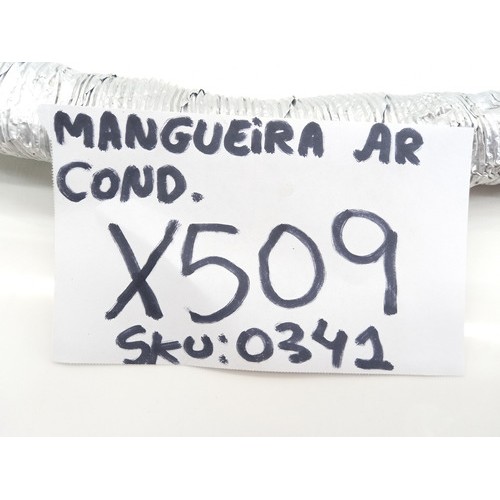 MANGUEiRA AR
COND.
X509
SKU:0341